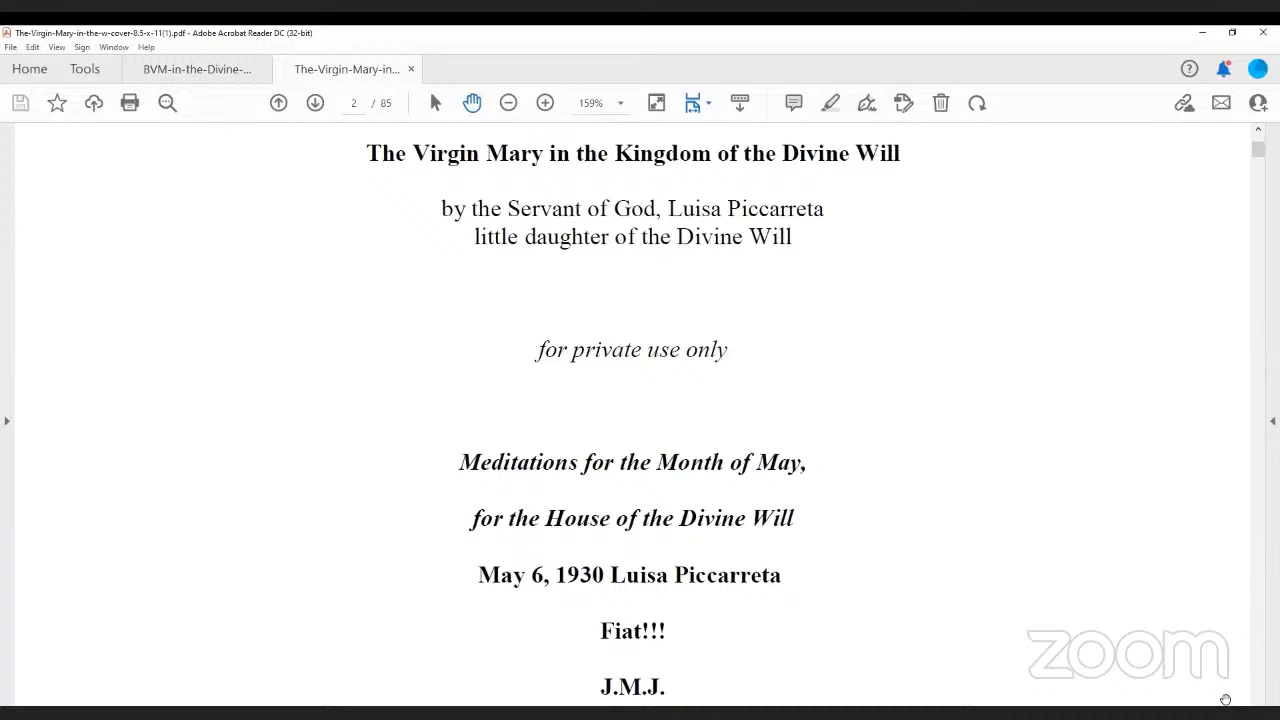 The-Virgin-Mary-in-the-w-cover-8.5-x-11(1).pdf - Adobe Acrobat Reader DC (32-bit)
File Edit View Sign Window Help
Home Tools BVM-in-the-Divine-... The-Virgin-Mary-in... ×
2 / 85 159%
The Virgin Mary in the Kingdom of the Divine Will
by the Servant of God, Luisa Piccarreta
little daughter of the Divine Will
for private use only
Meditations for the Month of May,
for the House of the Divine Will
May 6, 1930 Luisa Piccarreta
Fiat!!!
J.M.J.
zoom